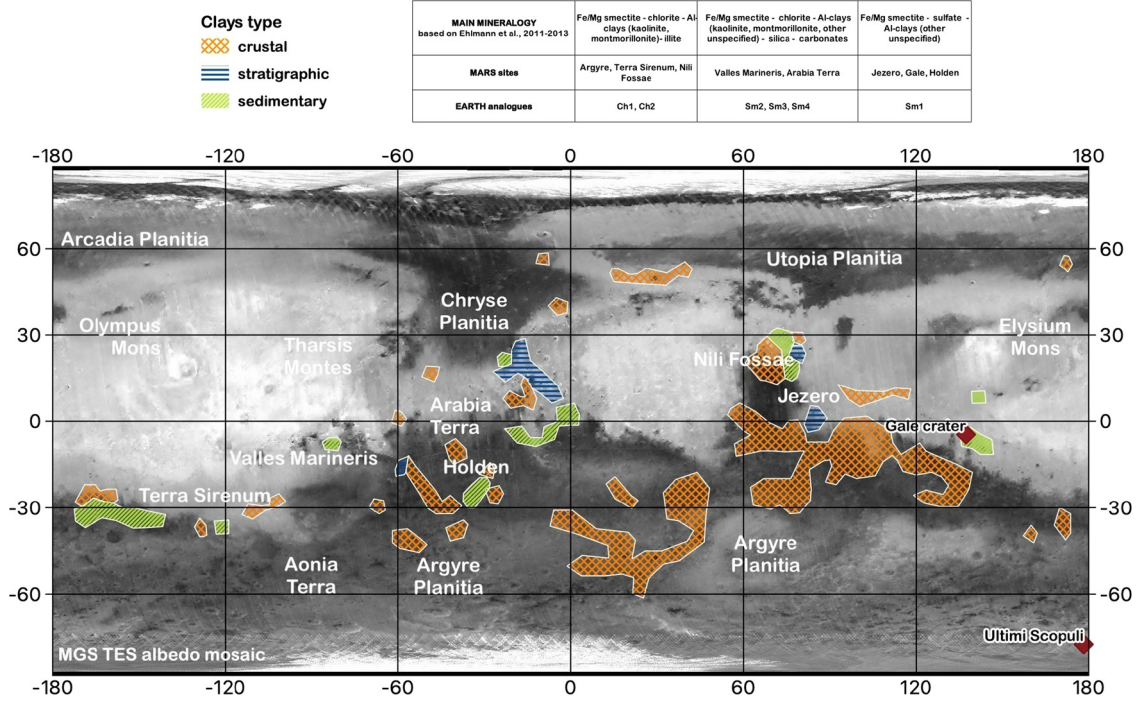 Clays type
crustal
stratigraphic
sedimentary
MAIN MINERALOGY
based on Ehlmann et al., 2011-2013
Fe/Mg smectite - chlorite - Al-
clays (kaolinite,
montmorillonite)- illite
Fe/Mg smectite - chlorite - Al-clays
(kaolinite, montmorillonite, other
unspecified) - silica - carbonates
Fe/Mg smectite - sulfate -
Al-clays (other
unspecified)
MARS sites
Argyre, Terra Sirenum, Nili
Fossae
Valles Marineris, Arabia Terra
Jezero, Gale, Holden
EARTH analogues
Ch1, Ch2
Sm2, Sm3, Sm4
Sm1
-180 -120 -60 0 60 120 180
Arcadia Planitia
60 60
Utopia Planitia
Chryse
Planitia
Olympus
Mons
30 30
Elysium
Mons
Tharsis
Montes
Nili Fossae
Jezero
Arabia
Terra
0 0
Gale crater
Valles Marineris
Holden
Terra Sirenum
-30 -30
Aonia
Terra
Argyre
Planitia
Argyre
Planitia
-60 -60
Ultimi Scopuli
MGS TES albedo mosaic
-180 -120 -60 0 60 120 180